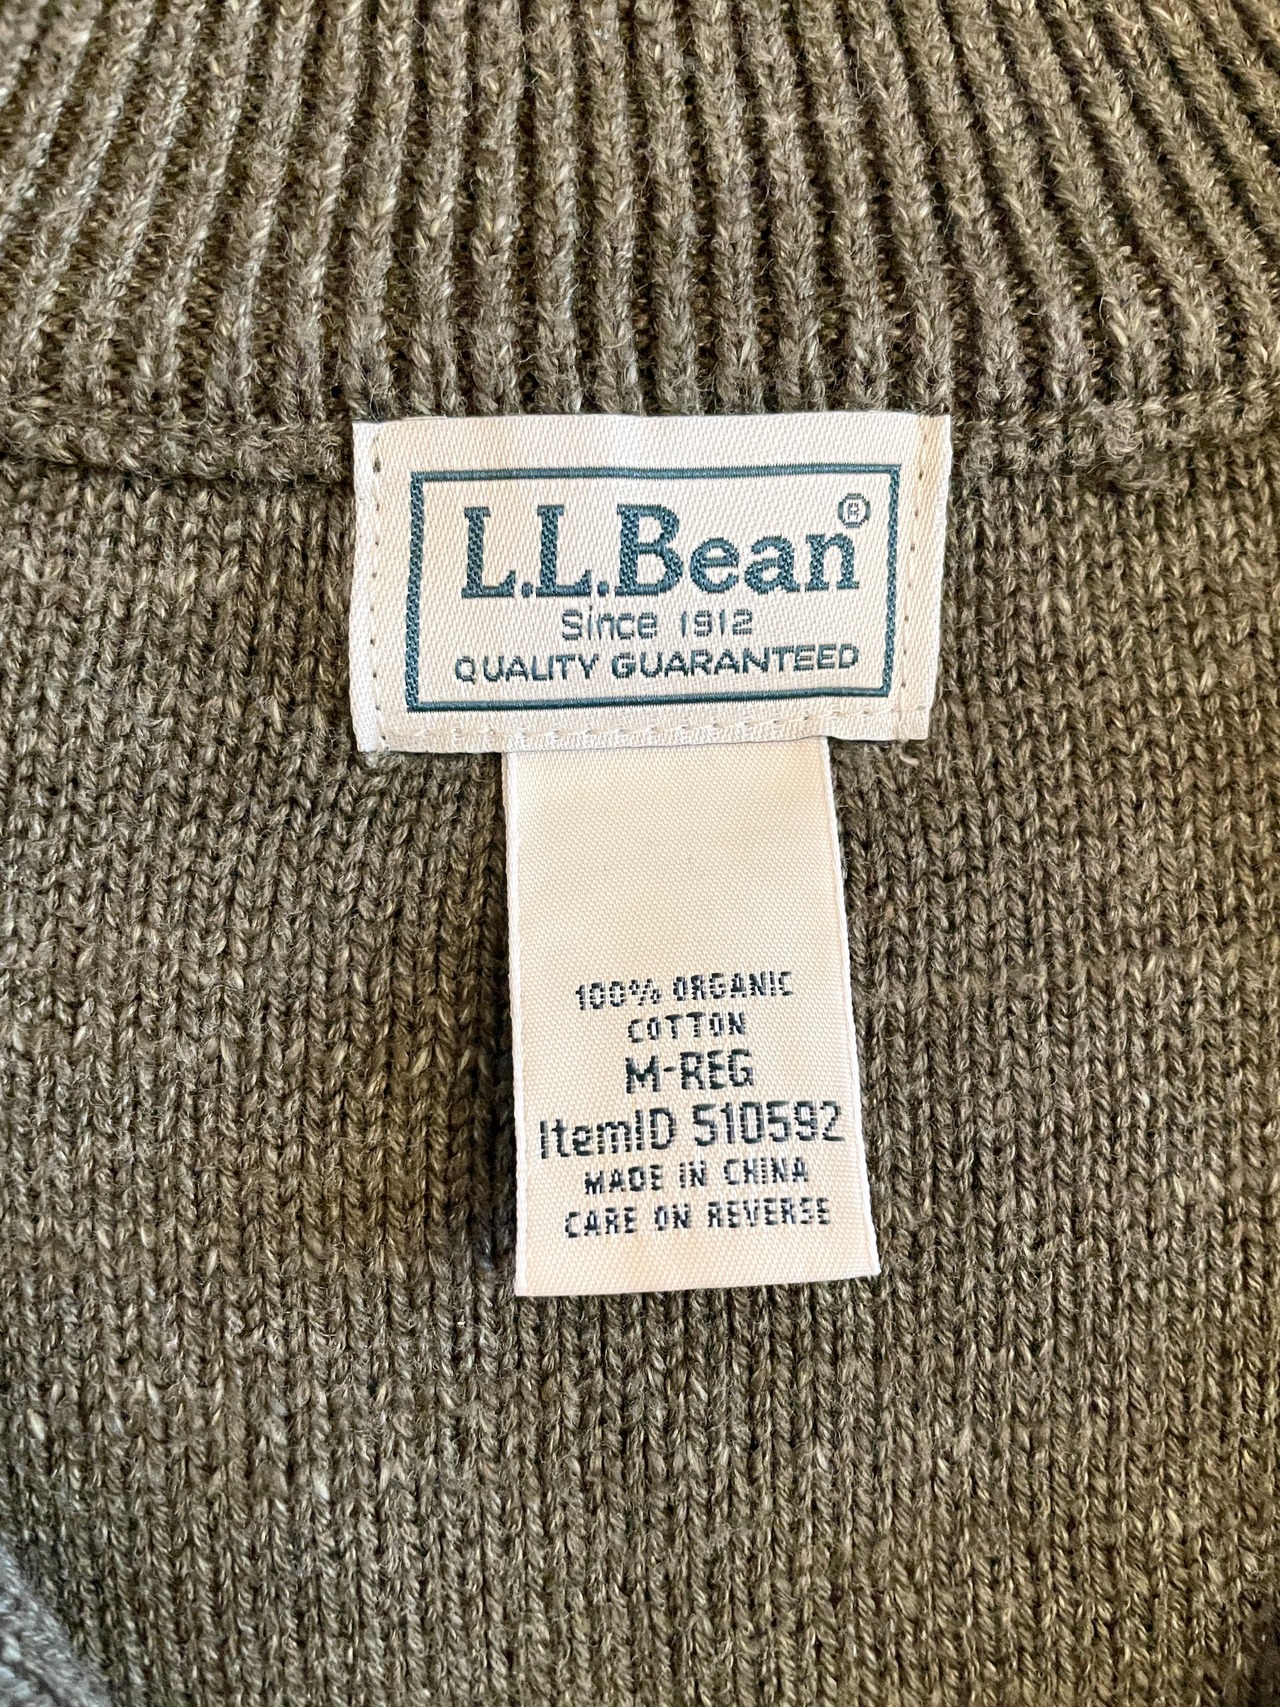 L.L.Bean®
Since 1912
QUALITY GUARANTEED
100% ORGANIC
COTTON
M-REG
ItemID 510592
MADE IN CHINA
CARE ON REVERSE